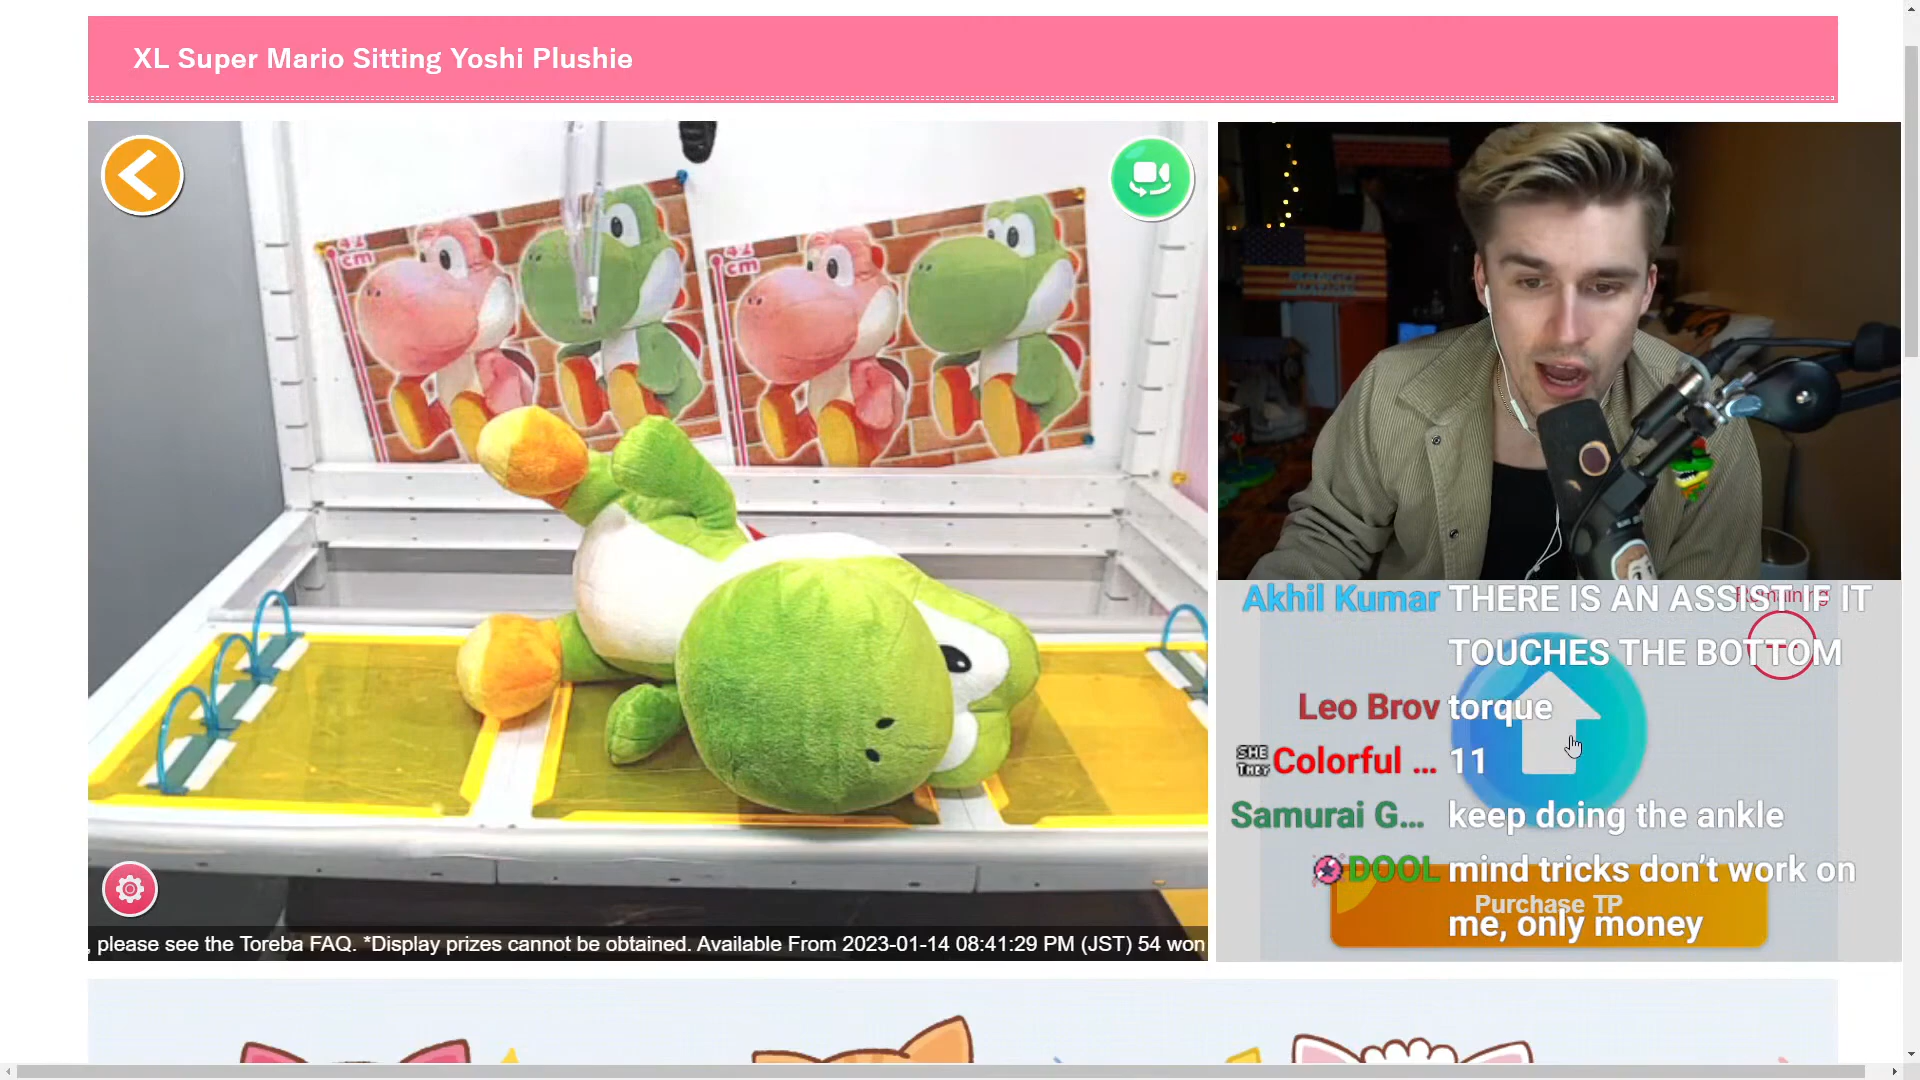 XL Super Mario Sitting Yoshi Plushie
42
cm
42
cm
Remaining
Akhil Kumar THERE IS AN ASSIST IF IT
TOUCHES THE BOTTOM
Leo Brov torque
SHE
THEY Colorful ... 11
Samurai G... keep doing the ankle
DOOL mind tricks don't work on
Purchase TP
me, only money
, please see the Toreba FAQ. *Display prizes cannot be obtained. Available From 2023-01-14 08:41:29 PM (JST) 54 won